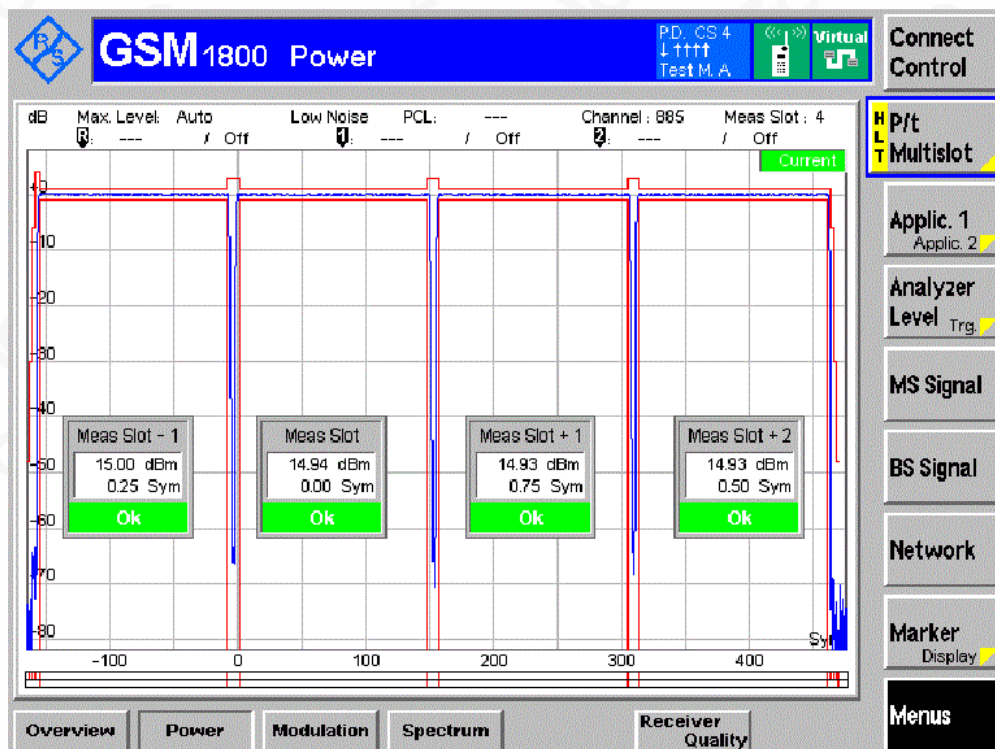 R/S
GSM 1800 Power
PD. CS 4
↓ ↑↑↑↑
Test M. A
Virtual
Connect Control
dB Max. Level: Auto Low Noise PCL: --- Channel : 885 Meas Slot : 4
R: --- / Off 1: --- / Off 2: --- / Off
Current
HLT
P/t Multislot
Applic. 1
Applic. 2
Analyzer
Level Trg.
MS Signal
BS Signal
Network
Marker
Display
Menus
+0
-10
-20
-30
-40
-50
-60
-70
-80
Meas Slot - 1
15.00 dBm
0.25 Sym
Ok
Meas Slot
14.94 dBm
0.00 Sym
Ok
Meas Slot + 1
14.93 dBm
0.75 Sym
Ok
Meas Slot + 2
14.93 dBm
0.50 Sym
Ok
-100 0 100 200 300 400
Overview Power Modulation Spectrum Receiver Quality